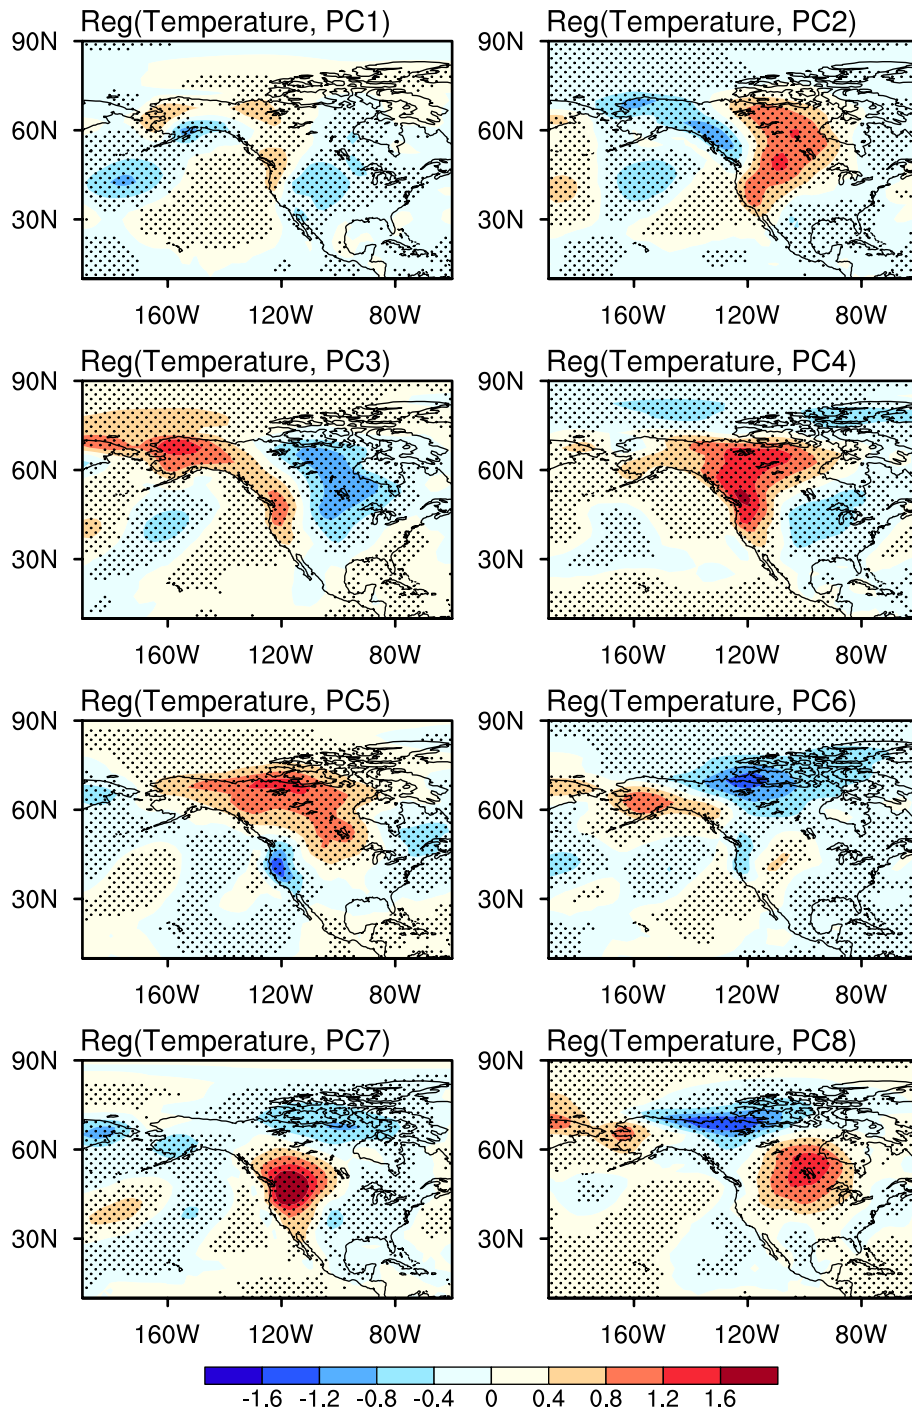 Reg(Temperature, PC1) Reg(Temperature, PC2)
90N 90N
60N 60N
30N 30N
160W 120W 80W 160W 120W 80W
Reg(Temperature, PC3) Reg(Temperature, PC4)
90N 90N
60N 60N
30N 30N
160W 120W 80W 160W 120W 80W
Reg(Temperature, PC5) Reg(Temperature, PC6)
90N 90N
60N 60N
30N 30N
160W 120W 80W 160W 120W 80W
Reg(Temperature, PC7) Reg(Temperature, PC8)
90N 90N
60N 60N
30N 30N
160W 120W 80W 160W 120W 80W
-1.6 -1.2 -0.8 -0.4 0 0.4 0.8 1.2 1.6